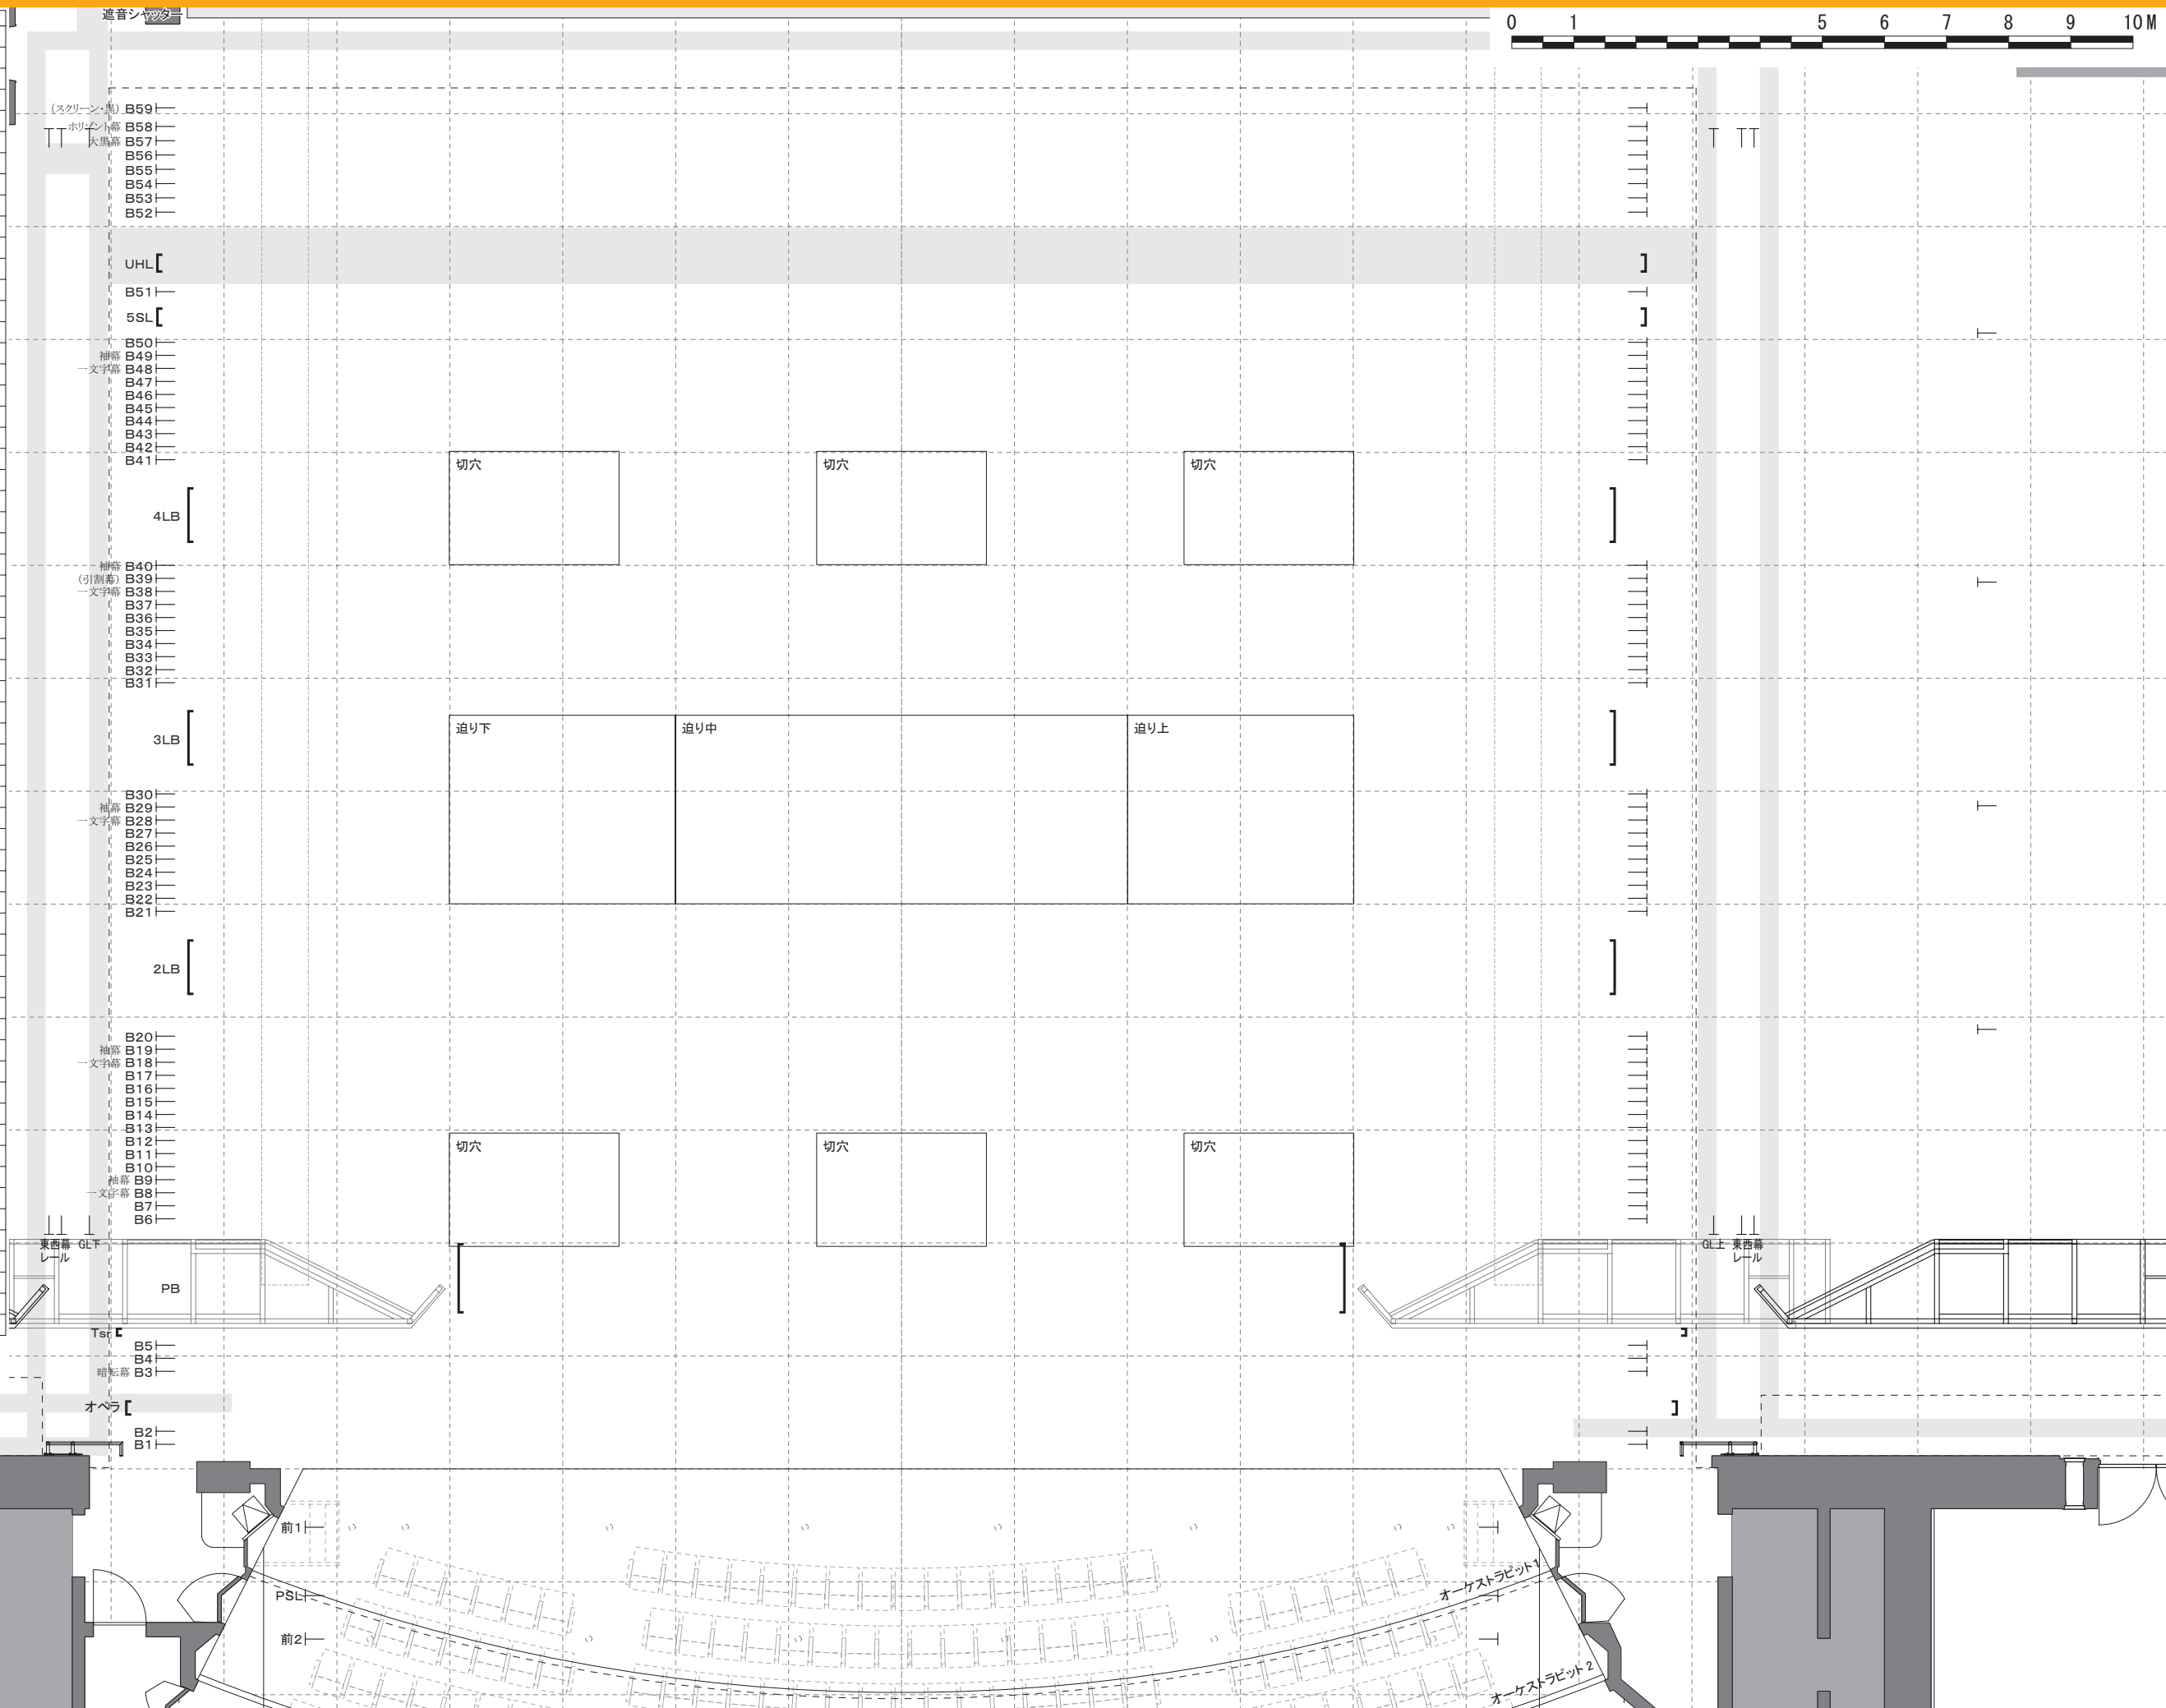 遮音シャッター
0 1 5 6 7 8 9 10M
(スクリーン・黒) B59
ホリゾント幕 B58
大黒幕 B57
B56
B55
B54
B53
B52
UHL
B51
5SL
B50
袖幕 B49
一文字幕 B48
B47
B46
B45
B44
B43
B42
B41
切穴 切穴 切穴
4LB
袖幕 B40
(引割幕) B39
一文字幕 B38
B37
B36
B35
B34
B33
B32
B31
迫り下 迫り中 迫り上
3LB
B30
袖幕 B29
一文字幕 B28
B27
B26
B25
B24
B23
B22
B21
2LB
B20
袖幕 B19
一文字幕 B18
B17
B16
B15
B14
B13
B12
切穴 切穴 切穴
B11
B10
袖幕 B9
一文字幕 B8
B7
B6
東西幕 GL下 GL上 東西幕
レール レール
PB
Tsr
B5
B4
暗転幕 B3
オペラ
B2
B1
前1
オーケストラピット1
PSL
前2
オーケストラピット2